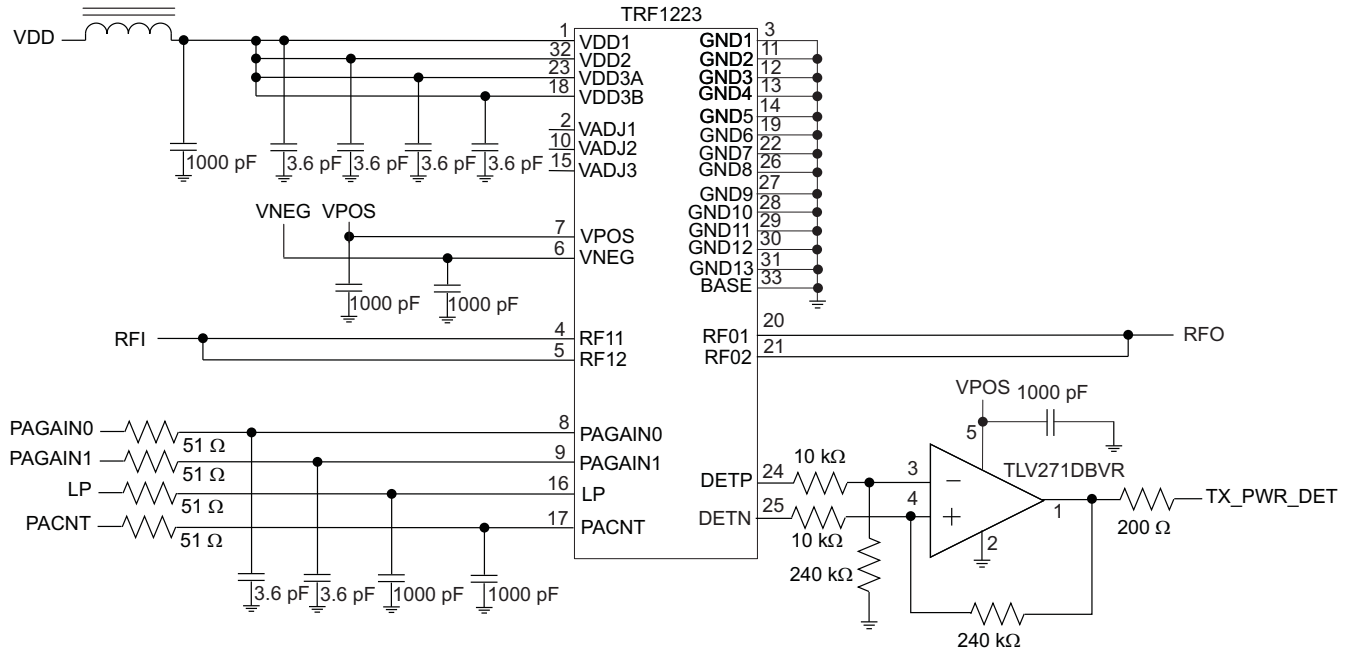 TRF1223
VDD
1
VDD1
32
VDD2
23
VDD3A
18
VDD3B
2
VADJ1
10
VADJ2
15
VADJ3
1000 pF
3.6 pF
3.6 pF
3.6 pF
3.6 pF
VNEG
VPOS
7
VPOS
6
VNEG
1000 pF
1000 pF
RFI
4
RF11
5
RF12
PAGAIN0
51 Ω
8
PAGAIN0
PAGAIN1
51 Ω
9
PAGAIN1
LP
51 Ω
16
LP
PACNT
51 Ω
17
PACNT
3.6 pF
3.6 pF
1000 pF
1000 pF
GND1
3
GND2
11
GND3
12
GND4
13
GND5
14
GND6
19
GND7
22
GND8
26
GND9
27
GND10
28
GND11
29
GND12
30
GND13
31
BASE
33
RF01
20
RF02
21
RFO
VPOS
1000 pF
5
TLV271DBVR
DETP
24
10 kΩ
3
−
DETN
25
10 kΩ
4
+
2
1
200 Ω
TX_PWR_DET
240 kΩ
240 kΩ